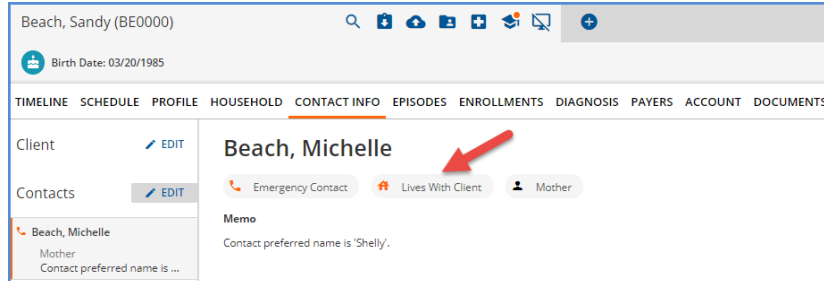 Beach, Sandy (BE0000)
Birth Date: 03/20/1985
TIMELINE SCHEDULE PROFILE HOUSEHOLD CONTACT INFO EPISODES ENROLLMENTS DIAGNOSIS PAYERS ACCOUNT DOCUMENTS
Client EDIT
Contacts EDIT
Beach, Michelle
Mother
Contact preferred name is ...
Beach, Michelle
Emergency Contact Lives With Client Mother
Memo
Contact preferred name is 'Shelly'.